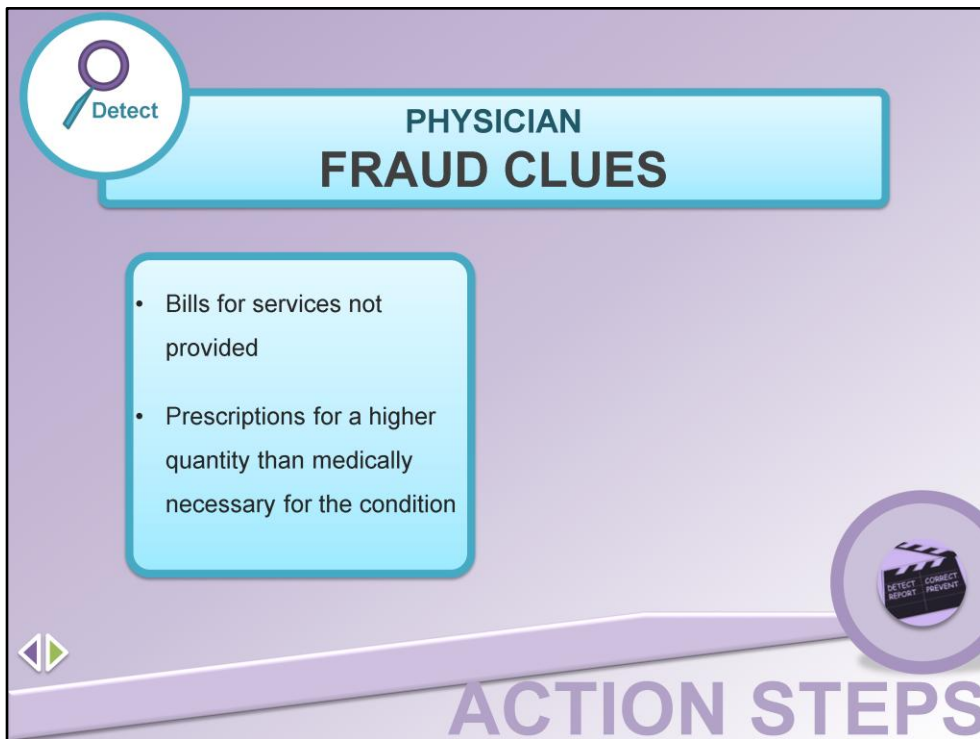 Detect
PHYSICIAN
FRAUD CLUES
• Bills for services not
provided
• Prescriptions for a higher
quantity than medically
necessary for the condition
DETECT CORRECT
REPORT PREVENT
ACTION STEPS